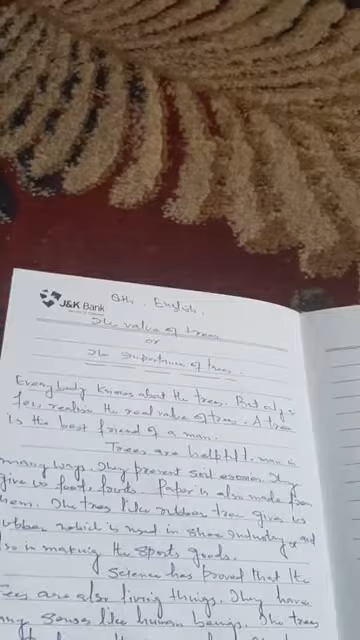 J&K Bank
8th. English.
The value of trees
or
The importance of trees.
Everybody knows about the trees. But only a
few, realise the real value of trees. A tree
is the best friend of a man.
Trees are helpful to man in
many ways. They prevent soil erosion. They
give us food, fruits. Paper is also made from
them. The trees like rubber tree gives us
rubber which is used in shoe industry and
also in making the sports goods.
Science has proved that the
trees are also living things. They have
many senses like human beings. The trees